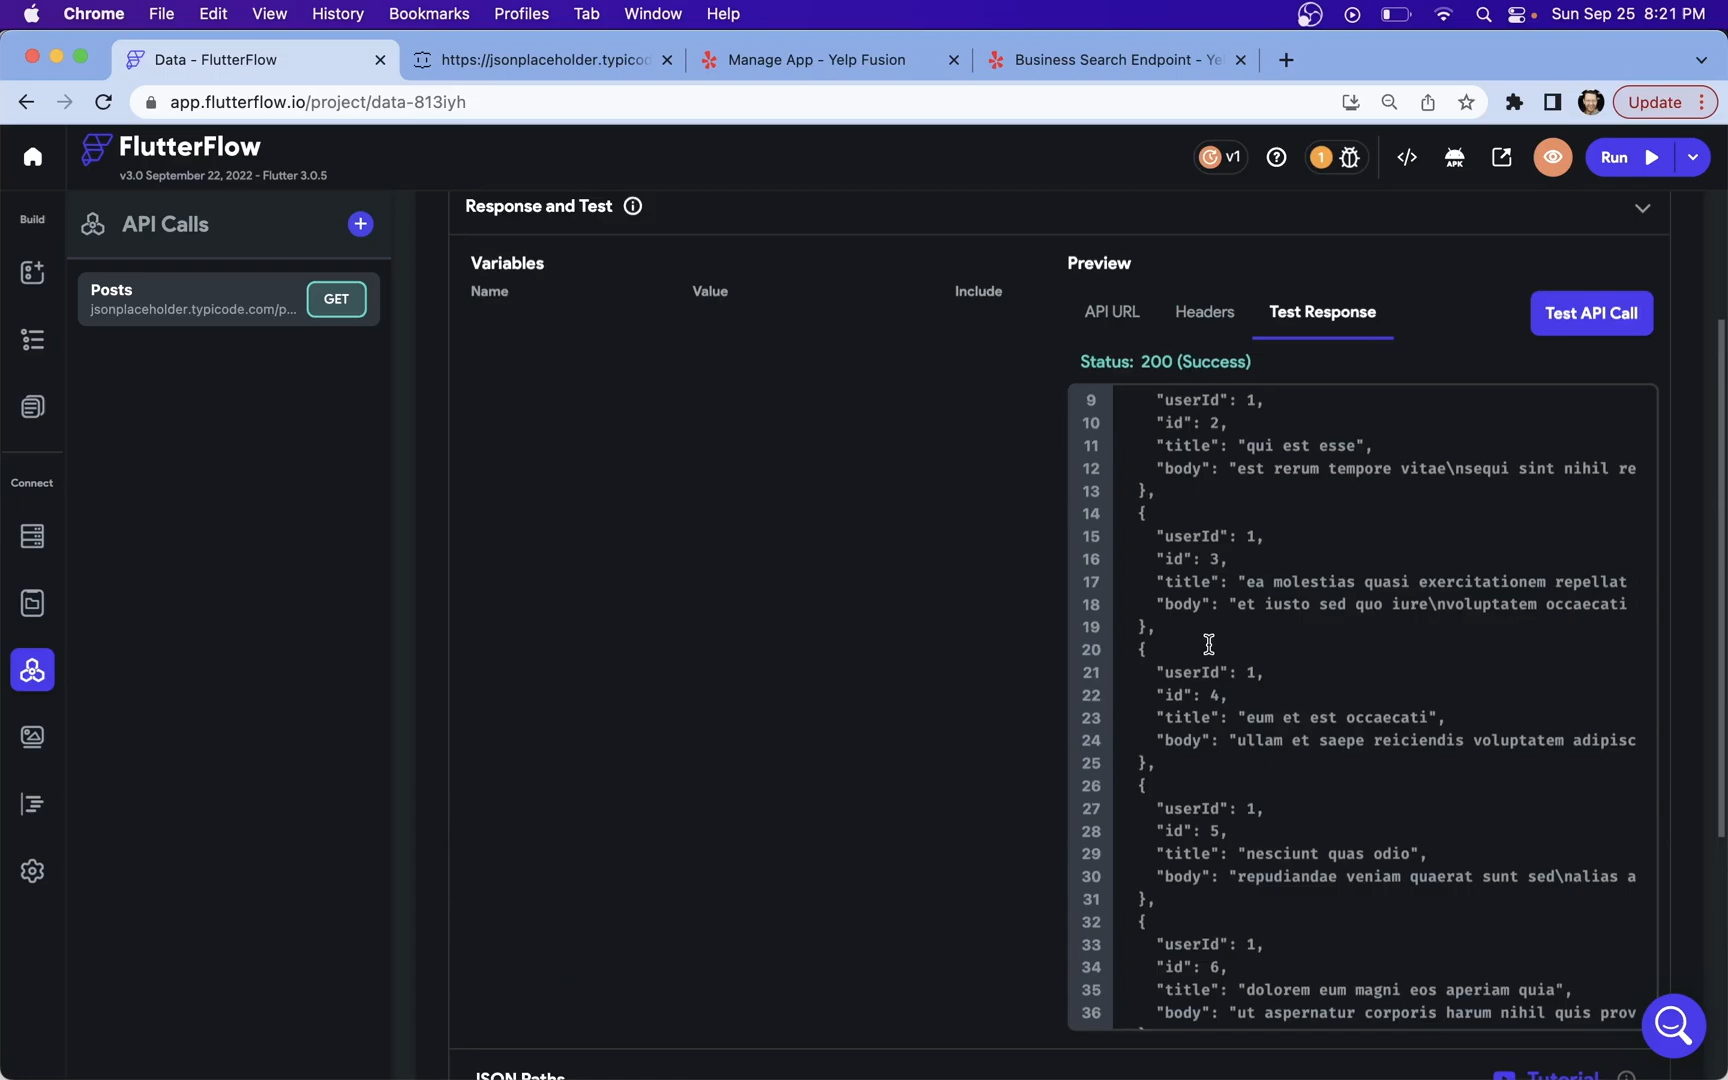 Chrome File Edit View History Bookmarks Profiles Tab Window Help Sun Sep 25 8:21 PM
Data - FlutterFlow https://jsonplaceholder.typico Manage App - Yelp Fusion Business Search Endpoint - Ye
app.flutterflow.io/project/data-813iyh Update
FlutterFlow
v3.0 September 22, 2022 - Flutter 3.0.5
v1 1 Run
Build
API Calls
Response and Test
Posts
jsonplaceholder.typicode.com/p...
GET
Connect
Variables
Name Value Include
Preview
API URL Headers Test Response Test API Call
Status: 200 (Success)
9 "userId": 1,
10 "id": 2,
11 "title": "qui est esse",
12 "body": "est rerum tempore vitae\nsequi sint nihil re
13 },
14 {
15 "userId": 1,
16 "id": 3,
17 "title": "ea molestias quasi exercitationem repellat
18 "body": "et iusto sed quo iure\nvoluptatem occaecati
19 },
20 {
21 "userId": 1,
22 "id": 4,
23 "title": "eum et est occaecati",
24 "body": "ullam et saepe reiciendis voluptatem adipisc
25 },
26 {
27 "userId": 1,
28 "id": 5,
29 "title": "nesciunt quas odio",
30 "body": "repudiandae veniam quaerat sunt sed\nalias a
31 },
32 {
33 "userId": 1,
34 "id": 6,
35 "title": "dolorem eum magni eos aperiam quia",
36 "body": "ut aspernatur corporis harum nihil quis prov
JSON Paths Tutorial